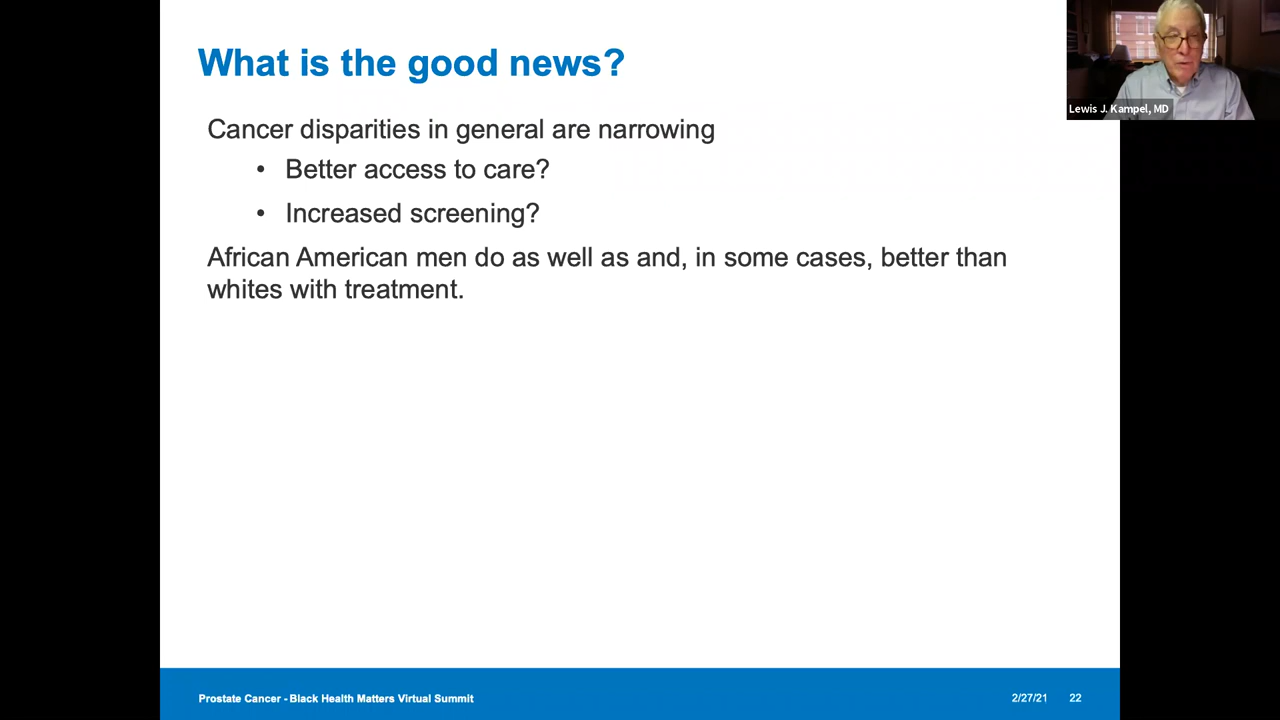 What is the good news?
Lewis J. Kampel, MD
Cancer disparities in general are narrowing
• Better access to care?
• Increased screening?
African American men do as well as and, in some cases, better than
whites with treatment.
Prostate Cancer - Black Health Matters Virtual Summit
2/27/21 22